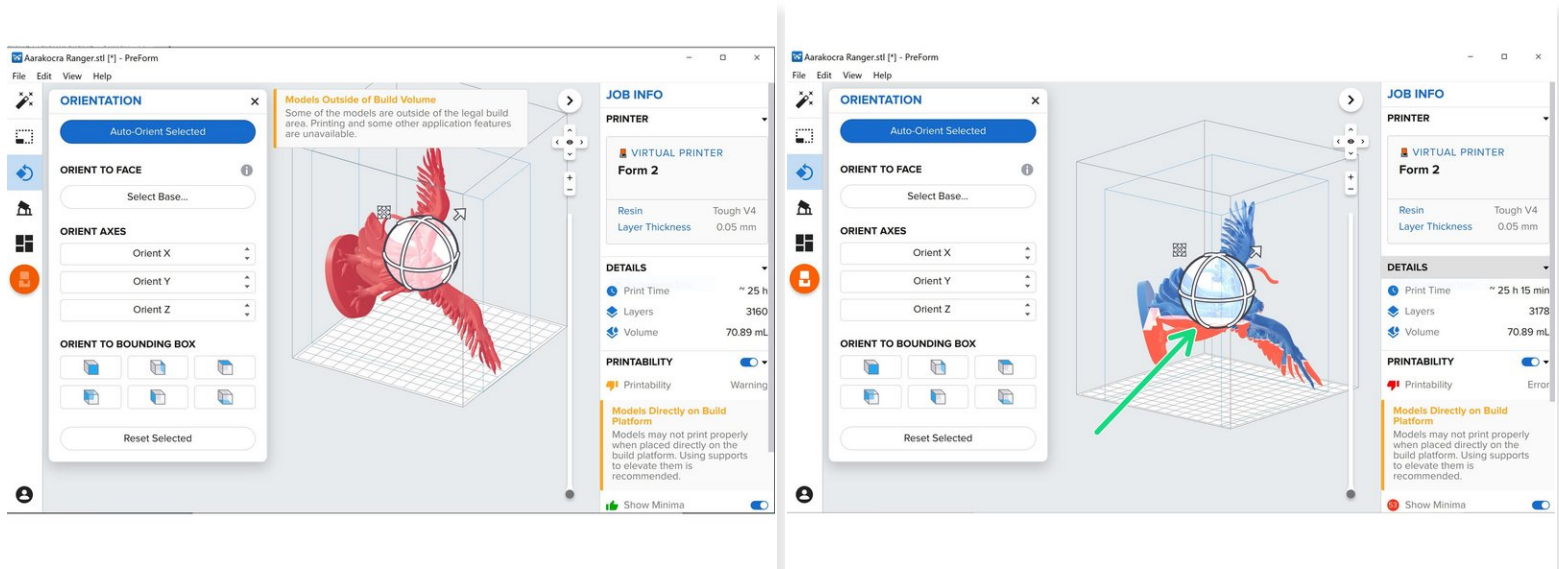 Aarakocra Ranger.stl [*] - PreForm
File Edit View Help
ORIENTATION
Auto-Orient Selected
ORIENT TO FACE
Select Base...
ORIENT AXES
Orient X
Orient Y
Orient Z
ORIENT TO BOUNDING BOX
Reset Selected
Models Outside of Build Volume
Some of the models are outside of the legal build
area. Printing and some other application features
are unavailable.
JOB INFO
PRINTER
VIRTUAL PRINTER
Form 2
Resin Tough V4
Layer Thickness 0.05 mm
DETAILS
Print Time ~ 25 h
Layers 3160
Volume 70.89 mL
PRINTABILITY
Printability Warning
Models Directly on Build
Platform
Models may not print properly
when placed directly on the
build platform. Using supports
to elevate them is
recommended.
Show Minima
Aarakocra Ranger.stl [*] - PreForm
File Edit View Help
ORIENTATION
Auto-Orient Selected
ORIENT TO FACE
Select Base...
ORIENT AXES
Orient X
Orient Y
Orient Z
ORIENT TO BOUNDING BOX
Reset Selected
JOB INFO
PRINTER
VIRTUAL PRINTER
Form 2
Resin Tough V4
Layer Thickness 0.05 mm
DETAILS
Print Time ~ 25 h 15 min
Layers 3178
Volume 70.89 mL
PRINTABILITY
Printability Error
Models Directly on Build
Platform
Models may not print properly
when placed directly on the
build platform. Using supports
to elevate them is
recommended.
53 Show Minima